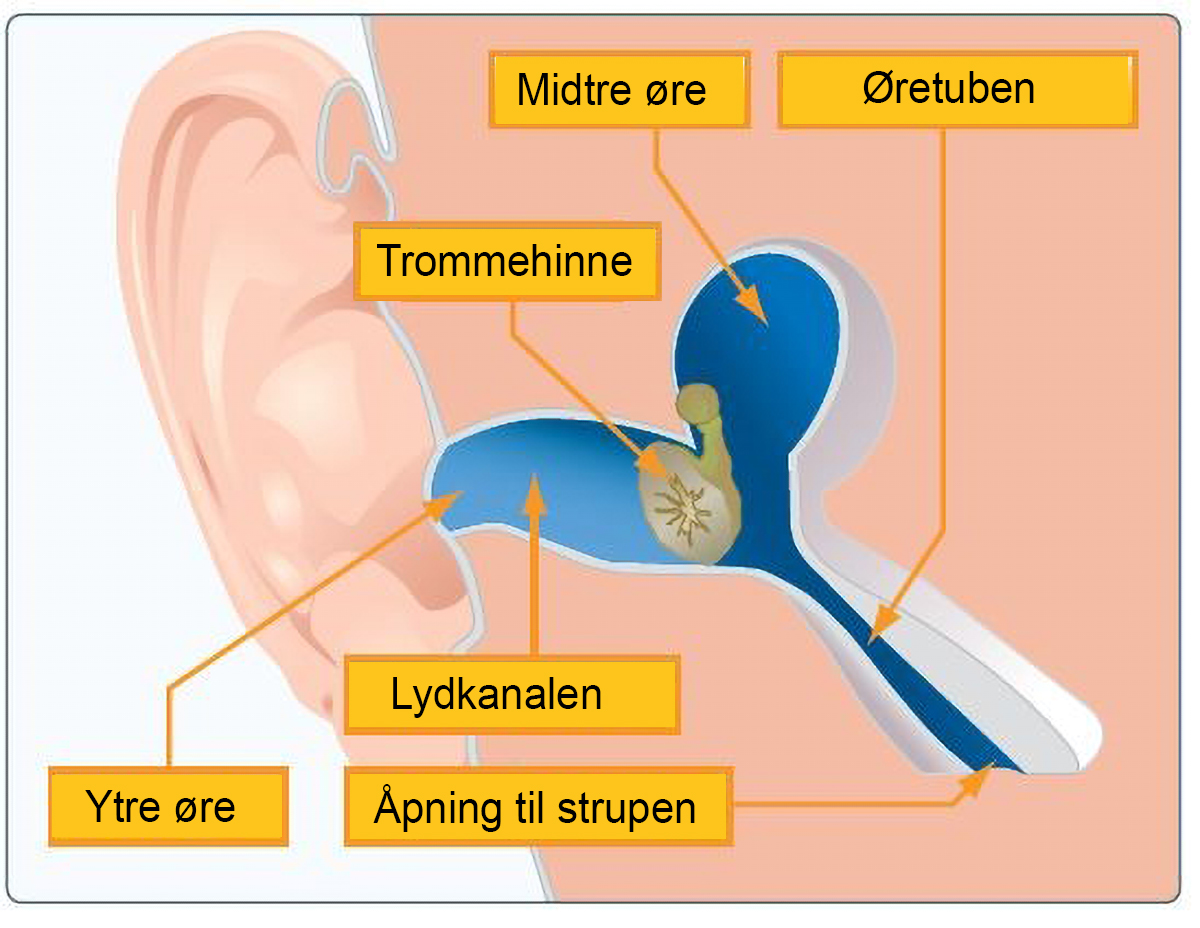 Midtre øre
Øretuben
Trommehinne
Lydkanalen
Ytre øre
Åpning til strupen